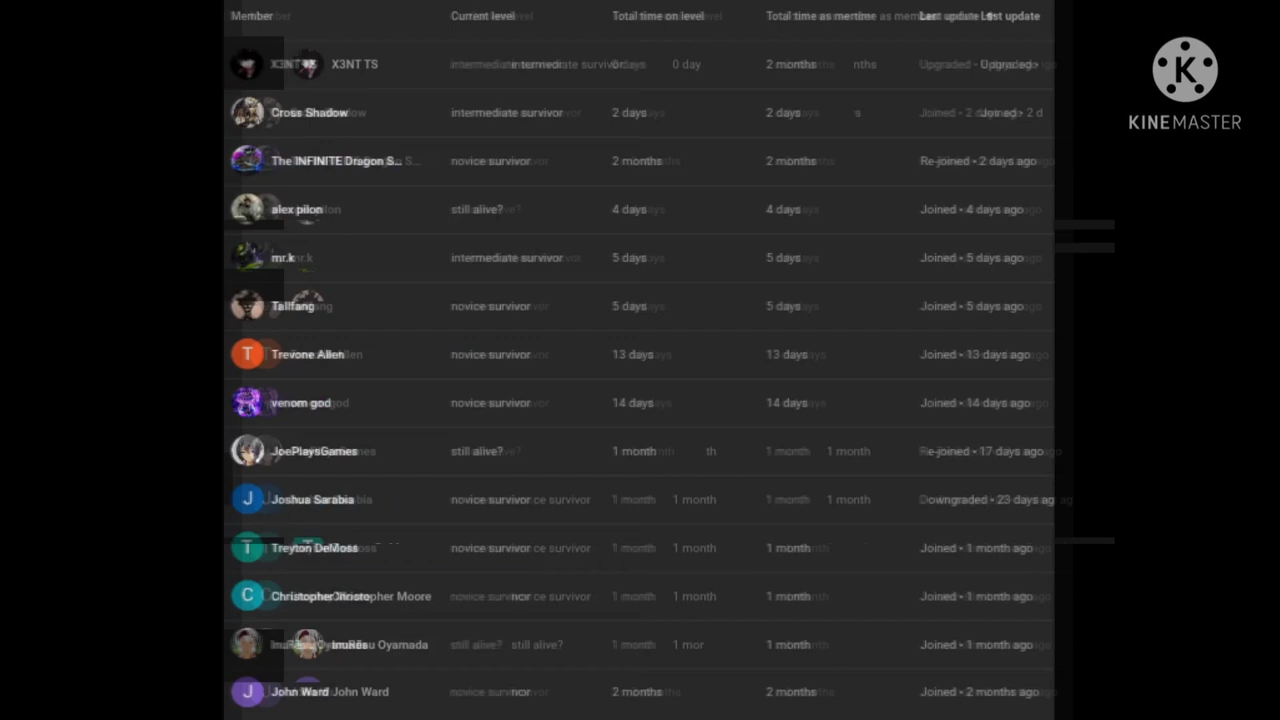 Member Current level Total time on level Total time as member Last update
X3NT TS intermediate survivor 0 days 2 months Upgraded
Cross Shadow intermediate survivor 2 days 2 days Joined • 2 d
The INFINITE Dragon S... novice survivor 2 months 2 months Re-joined • 2 days ago
alex pilon still alive? 4 days 4 days Joined • 4 days ago
mr.k intermediate survivor 5 days 5 days Joined • 5 days ago
Tallfang novice survivor 5 days 5 days Joined • 5 days ago
Trevone Allen novice survivor 13 days 13 days Joined • 13 days ago
venom god novice survivor 14 days 14 days Joined • 14 days ago
JoePlaysGames still alive? 1 month 1 month Re-joined • 17 days ago
Joshua Sarabia novice survivor 1 month 1 month Downgraded • 23 days ag
Treyton DeMoss novice survivor 1 month 1 month Joined • 1 month ago
Christopher Moore novice survivor 1 month 1 month Joined • 1 month ago
Oyamada still alive? 1 month 1 month Joined • 1 month ago
John Ward novice survivor 2 months 2 months Joined • 2 months ago
KINEMASTER